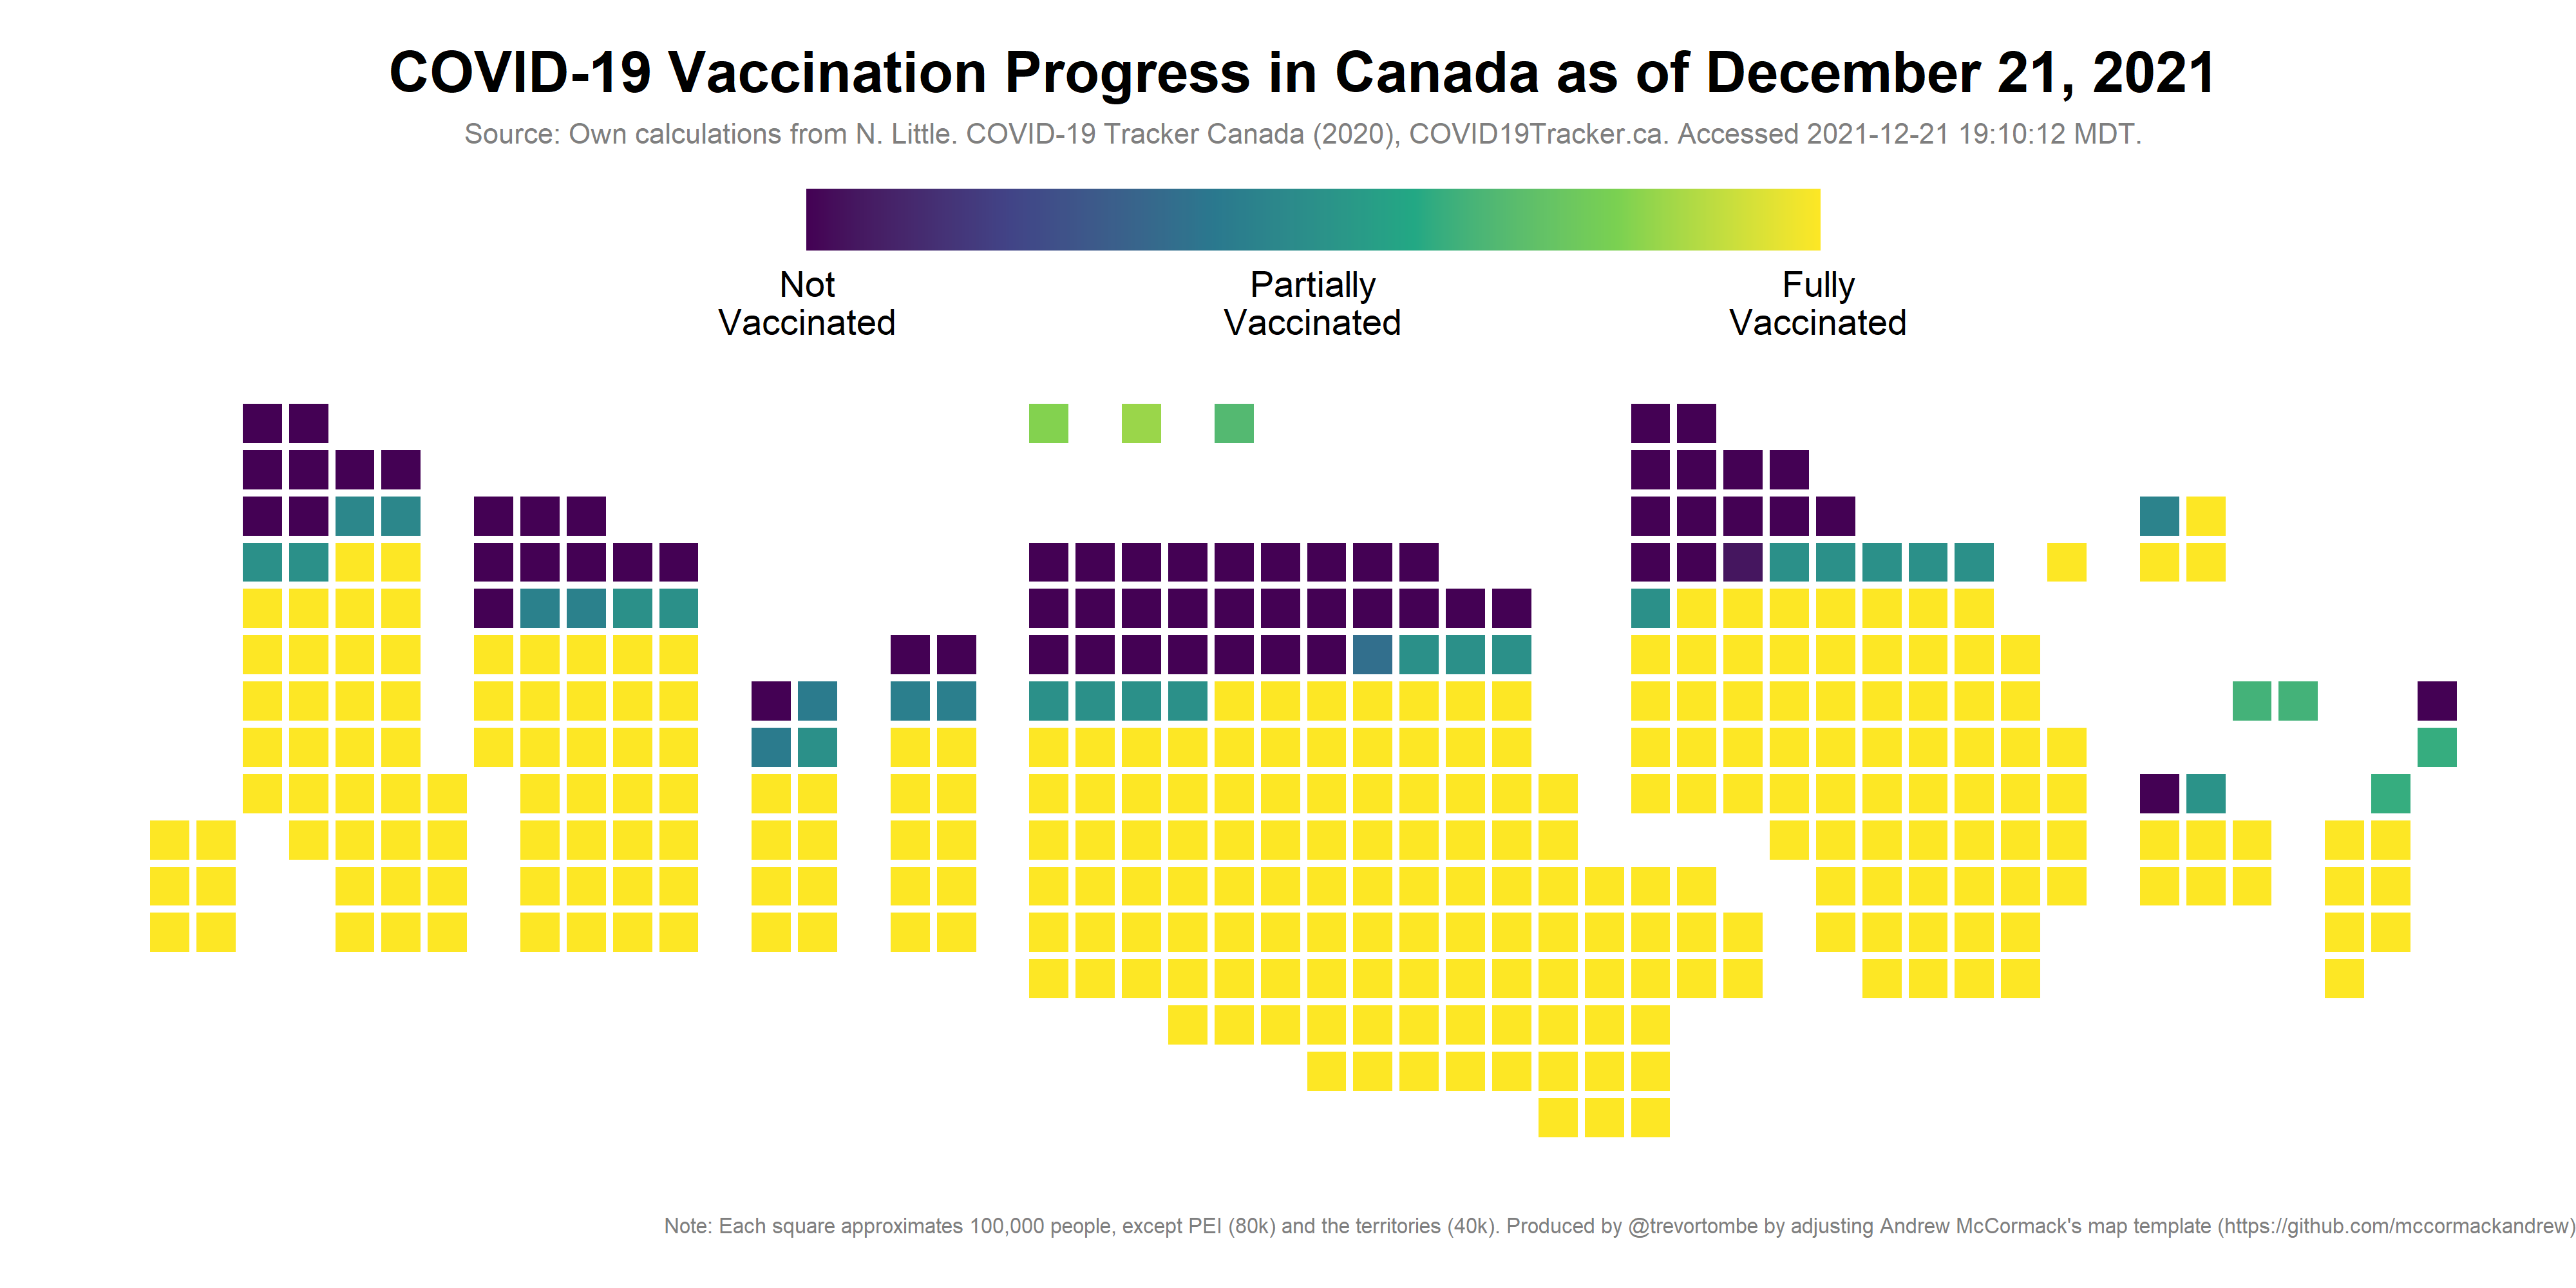 COVID-19 Vaccination Progress in Canada as of December 21, 2021
Source: Own calculations from N. Little. COVID-19 Tracker Canada (2020), COVID19Tracker.ca. Accessed 2021-12-21 19:10:12 MDT.
Not
Vaccinated
Partially
Vaccinated
Fully
Vaccinated
Note: Each square approximates 100,000 people, except PEI (80k) and the territories (40k). Produced by @trevortombe by adjusting Andrew McCormack's map template (https://github.com/mccormackandrew)